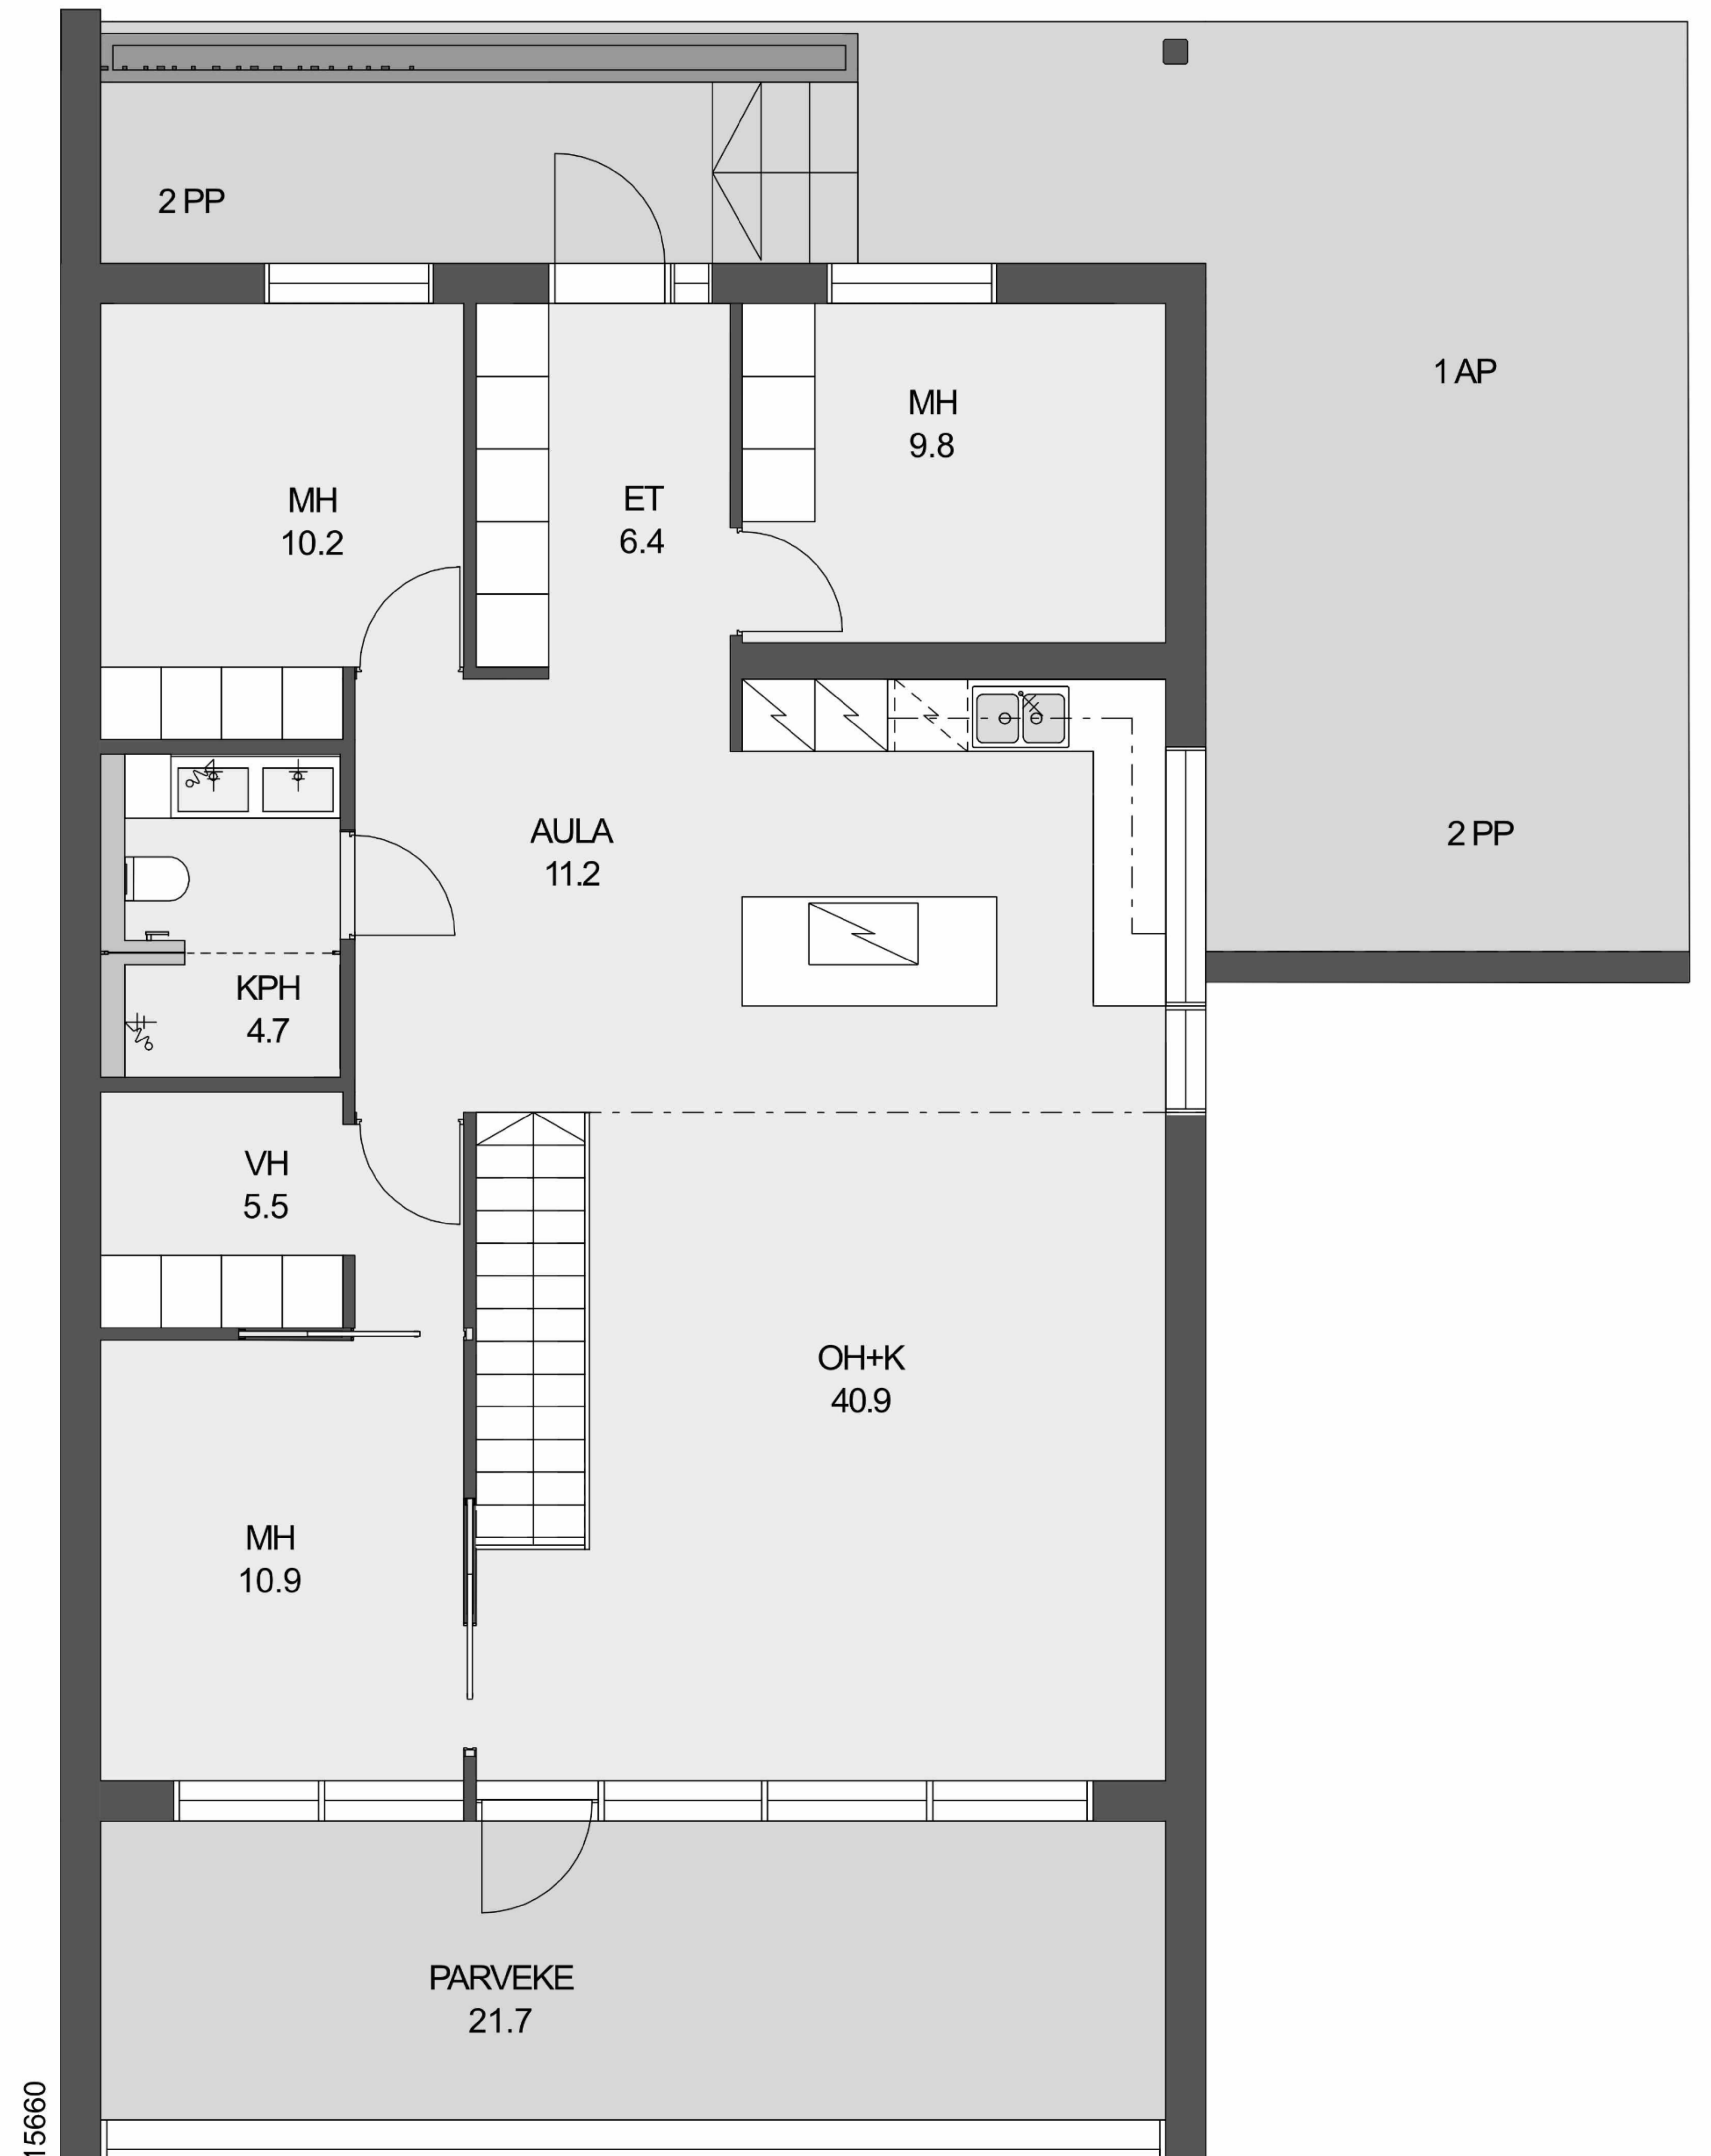 2 PP
1 AP
MH
9.8
MH
10.2
ET
6.4
AULA
11.2
2 PP
KPH
4.7
VH
5.5
OH+K
40.9
MH
10.9
PARVEKE
21.7
15660